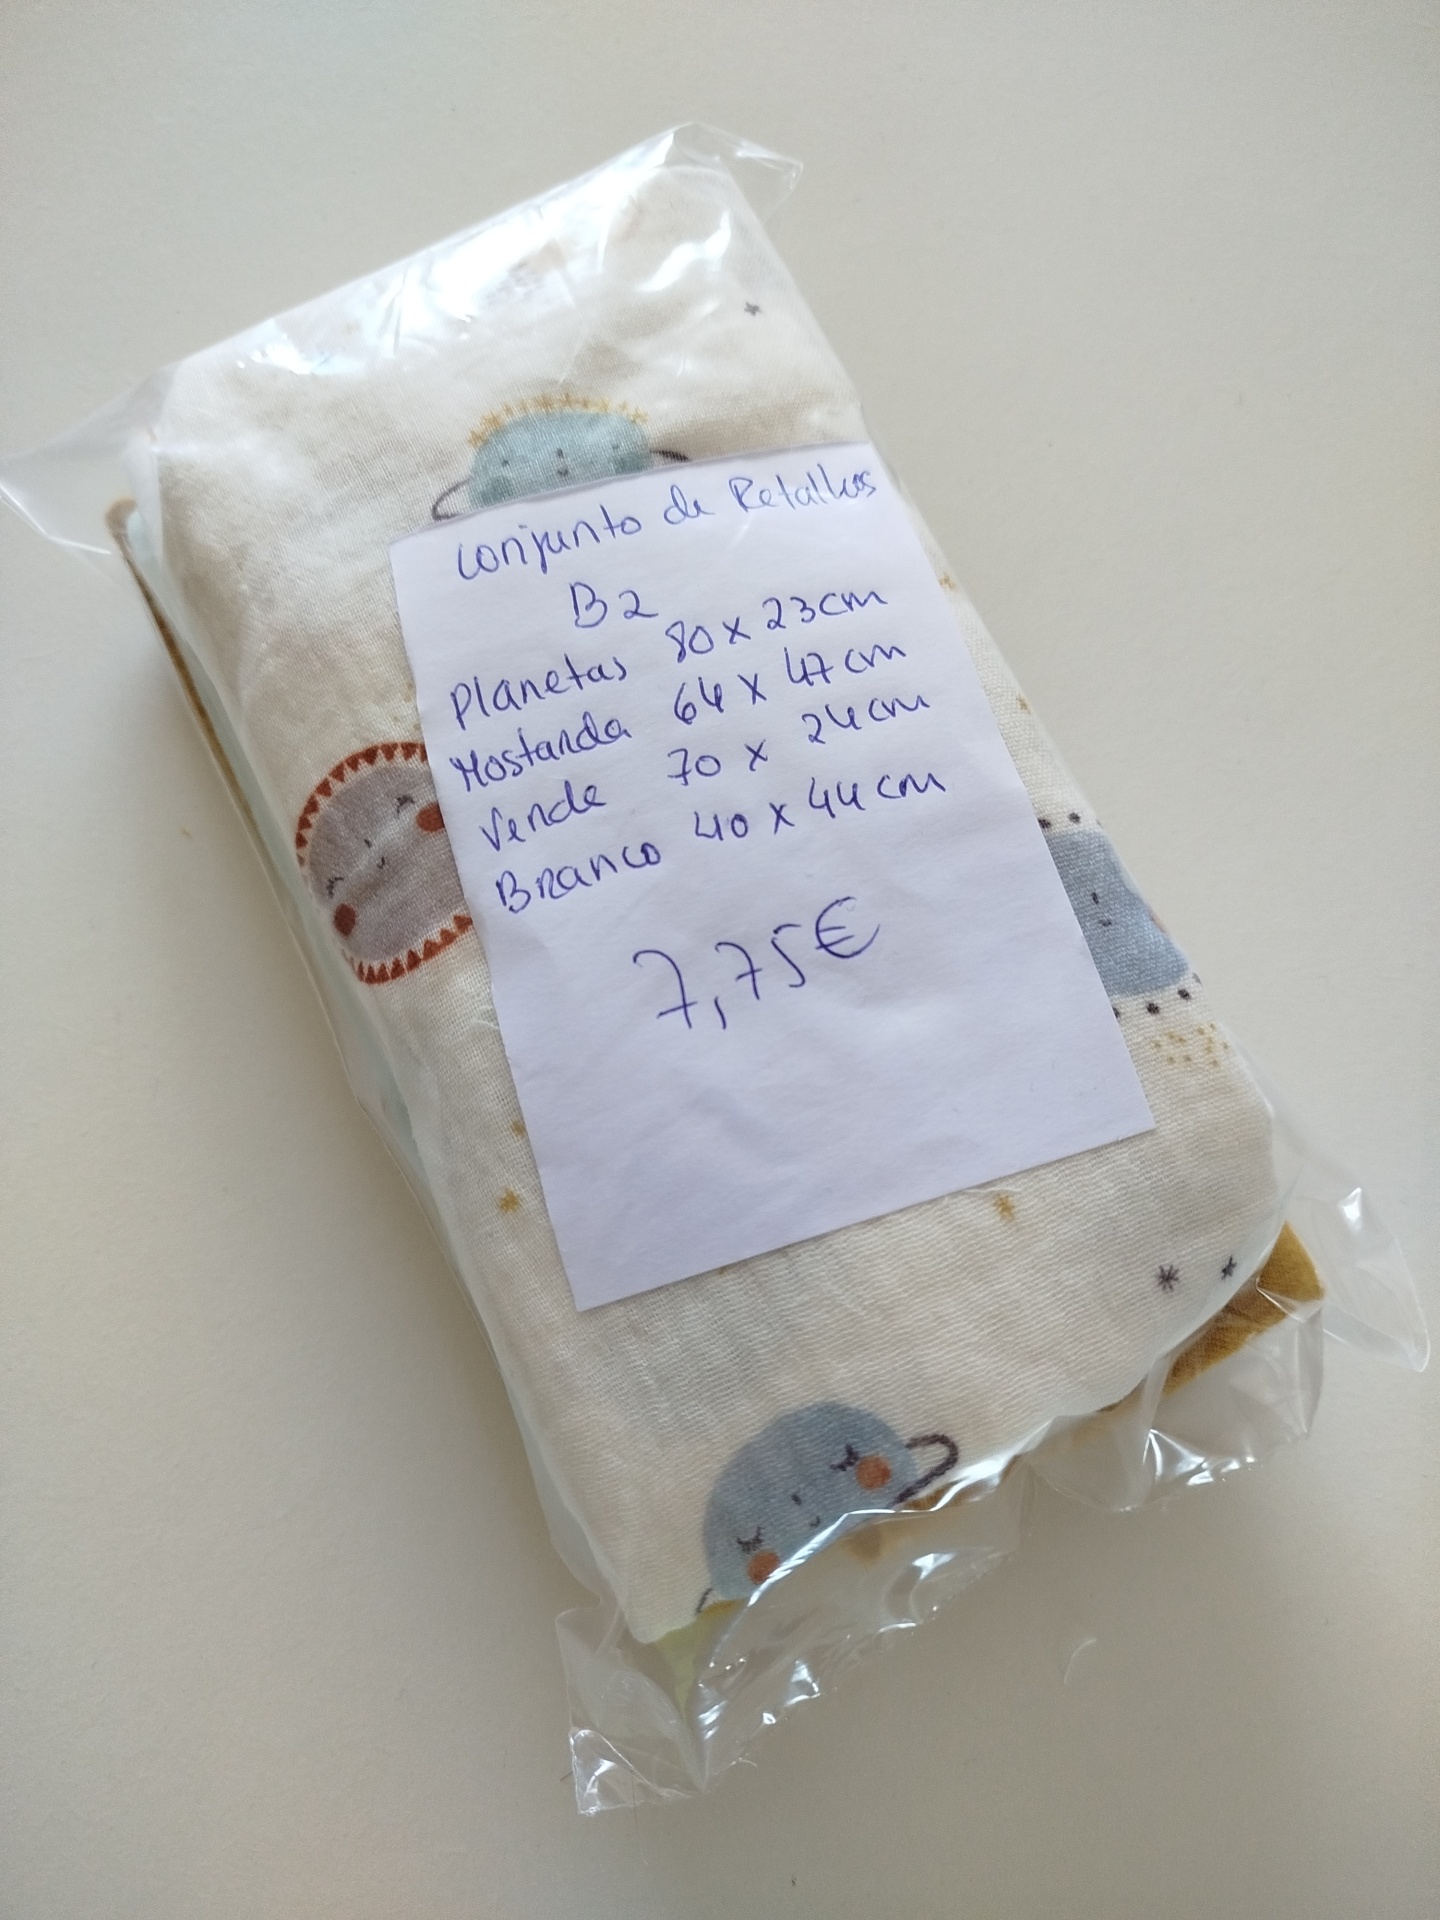 Conjunto de Retalhos
B2
Planetas 80 x 23cm
Mostarda 64 x 47cm
Verde 70 x 24cm
Branco 40 x 44cm
7,75€